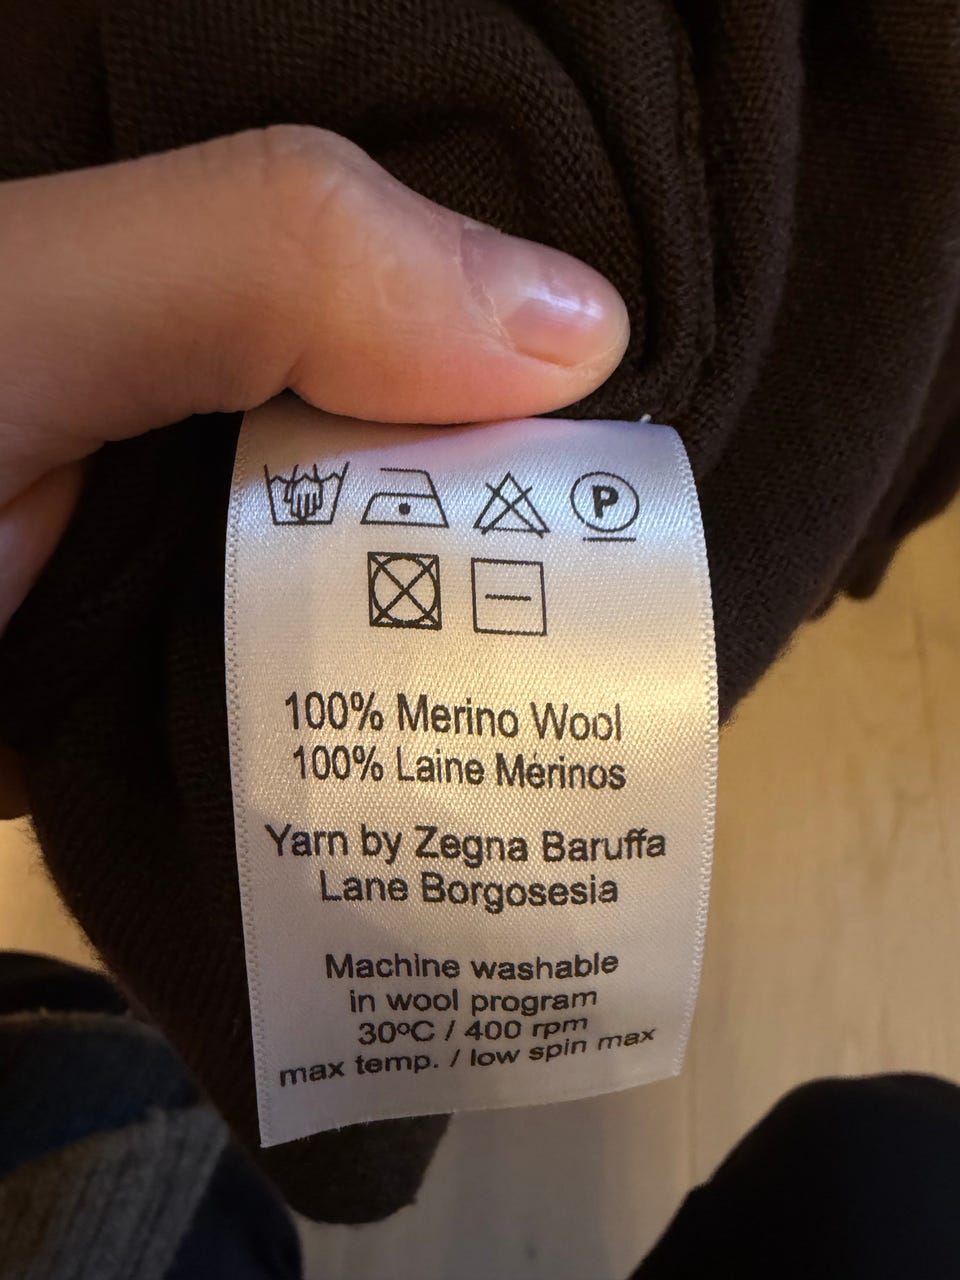 P
100% Merino Wool
100% Laine Mérinos
Yarn by Zegna Baruffa
Lane Borgosesia
Machine washable
in wool program
30ºC / 400 rpm
max temp. / low spin max